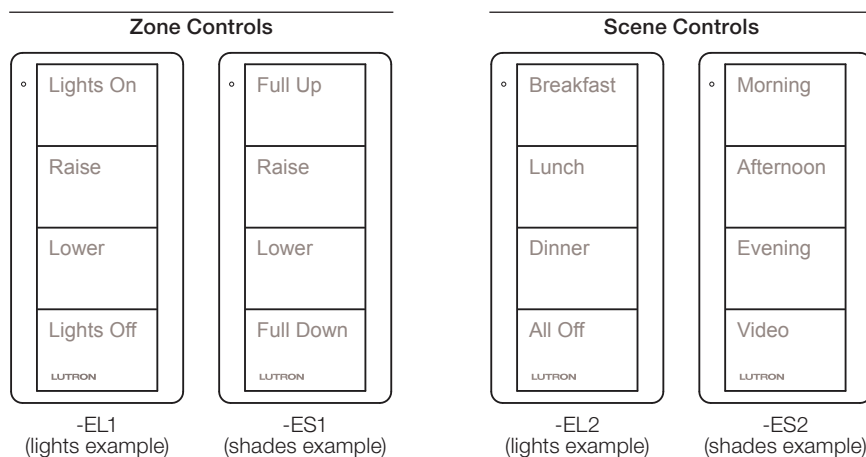 Zone Controls
Lights On
Raise
Lower
Lights Off
LUTRON
-EL1
(lights example)
Full Up
Raise
Lower
Full Down
LUTRON
-ES1
(shades example)
Scene Controls
Breakfast
Lunch
Dinner
All Off
LUTRON
-EL2
(lights example)
Morning
Afternoon
Evening
Video
LUTRON
-ES2
(shades example)